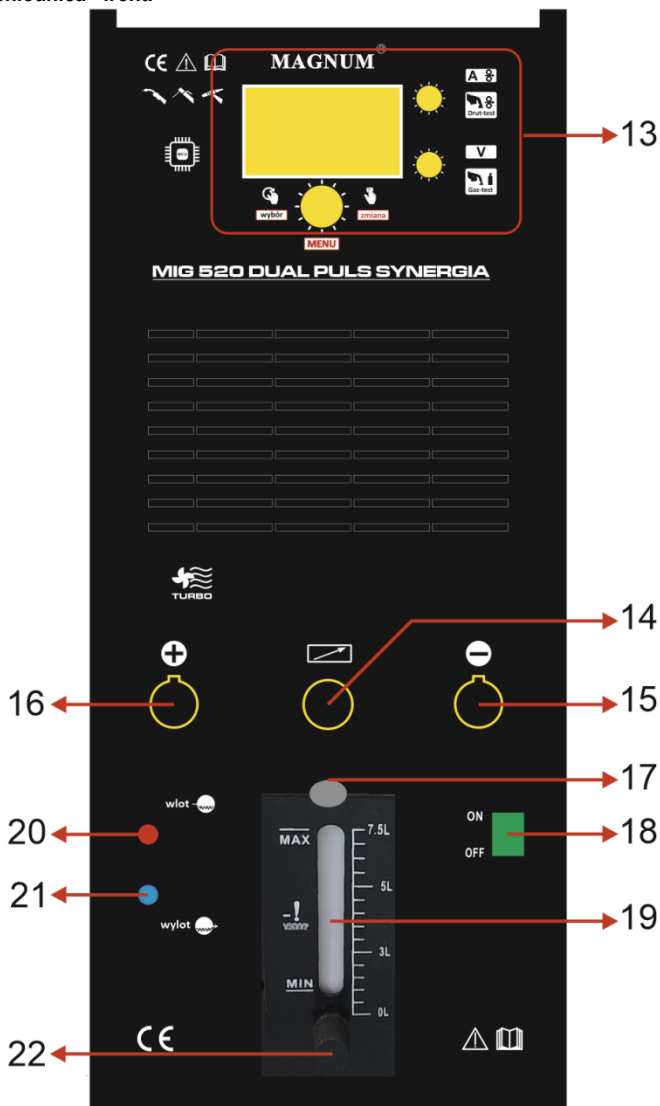 MAGNUM®
CE
A
Drut-test
13
V
Gaz-test
wybór
zmiana
MENU
MIG 520 DUAL PULS SYNERGIA
TURBO
14
16
15
17
wlot
ON
7.5L
MAX
20
18
OFF
5L
21
19
wylot
3L
MIN
0L
CE
22